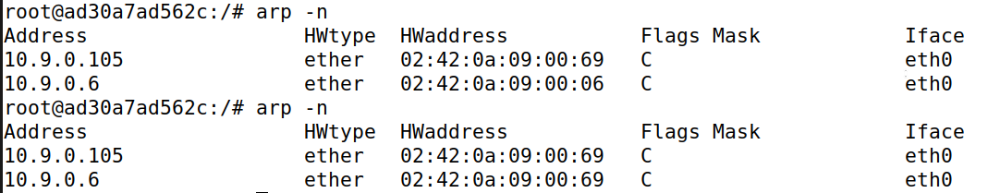 root@ad30a7ad562c:/# arp -n
Address                  HWtype  HWaddress           Flags Mask            Iface
10.9.0.105               ether   02:42:0a:09:00:69   C                     eth0
10.9.0.6                 ether   02:42:0a:09:00:06   C                     eth0
root@ad30a7ad562c:/# arp -n
Address                  HWtype  HWaddress           Flags Mask            Iface
10.9.0.105               ether   02:42:0a:09:00:69   C                     eth0
10.9.0.6                 ether   02:42:0a:09:00:69   C                     eth0